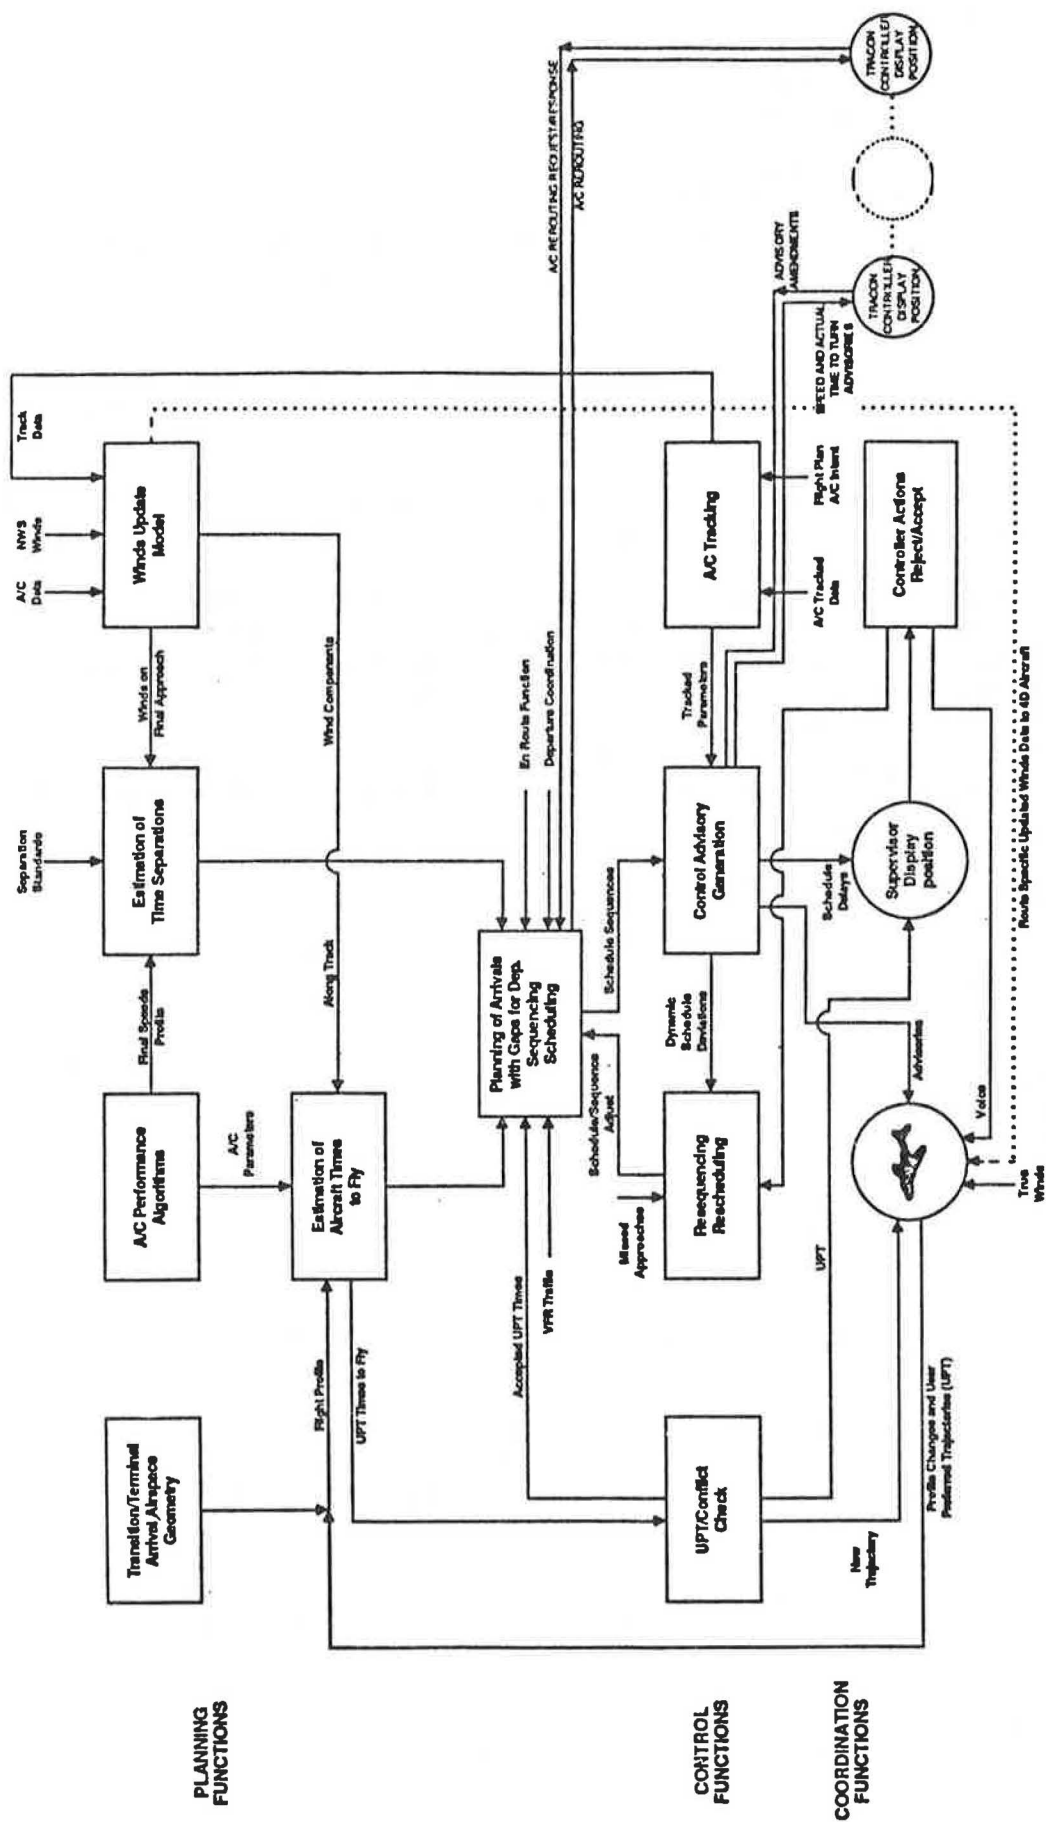 PLANNING
FUNCTIONS
Transition/Terminal
Arrival Airspace
Geometry
A/C Performance
Algorithms
Final Speeds
Profile
Separation
Standards
Estimation of
Time Separations
Winds on
Final Approach
Winds Update
Model
A/C
Data
NWS
Winds
Track
Data
Flight Profile
UPT Times to Fly
A/C
Parameters
Estimation of
Aircraft Times
to Fly
Along Track
Wind Components
Accepted UPT Times
VFR Traffic
Planning of Arrivals
with Gaps for Dep.
Sequencing
Scheduling
En Route Function
Departure Coordination
A/C REROUTING REQUEST/RESPONSE
A/C REROUTING
Schedule/Sequence
Adjust
Schedule Sequences
CONTROL
FUNCTIONS
UPT/Conflict
Check
Missed
Approaches
Resequencing
Rescheduling
Dynamic
Schedule
Deviations
Control Advisory
Generation
Tracked
Parameters
A/C Tracking
A/C Tracked
Data
Flight Plan
A/C Intent
ADVISORY
AMENDMENTS
SPEED AND ACTUAL
TIME TO TURN
ADVISORIES
COORDINATION
FUNCTIONS
New
Trajectory
UPT
Profile Changes and User
Preferred Trajectories (UPT)
Advisories
Voice
True
Winds
Schedule
Delays
Supervisor
Display
position
Controller Actions
Reject/Accept
Route Specific Updated Winds Data to 4D Aircraft
TRACON
CONTROLLER
DISPLAY
POSITION
TRACON
CONTROLLER
DISPLAY
POSITION